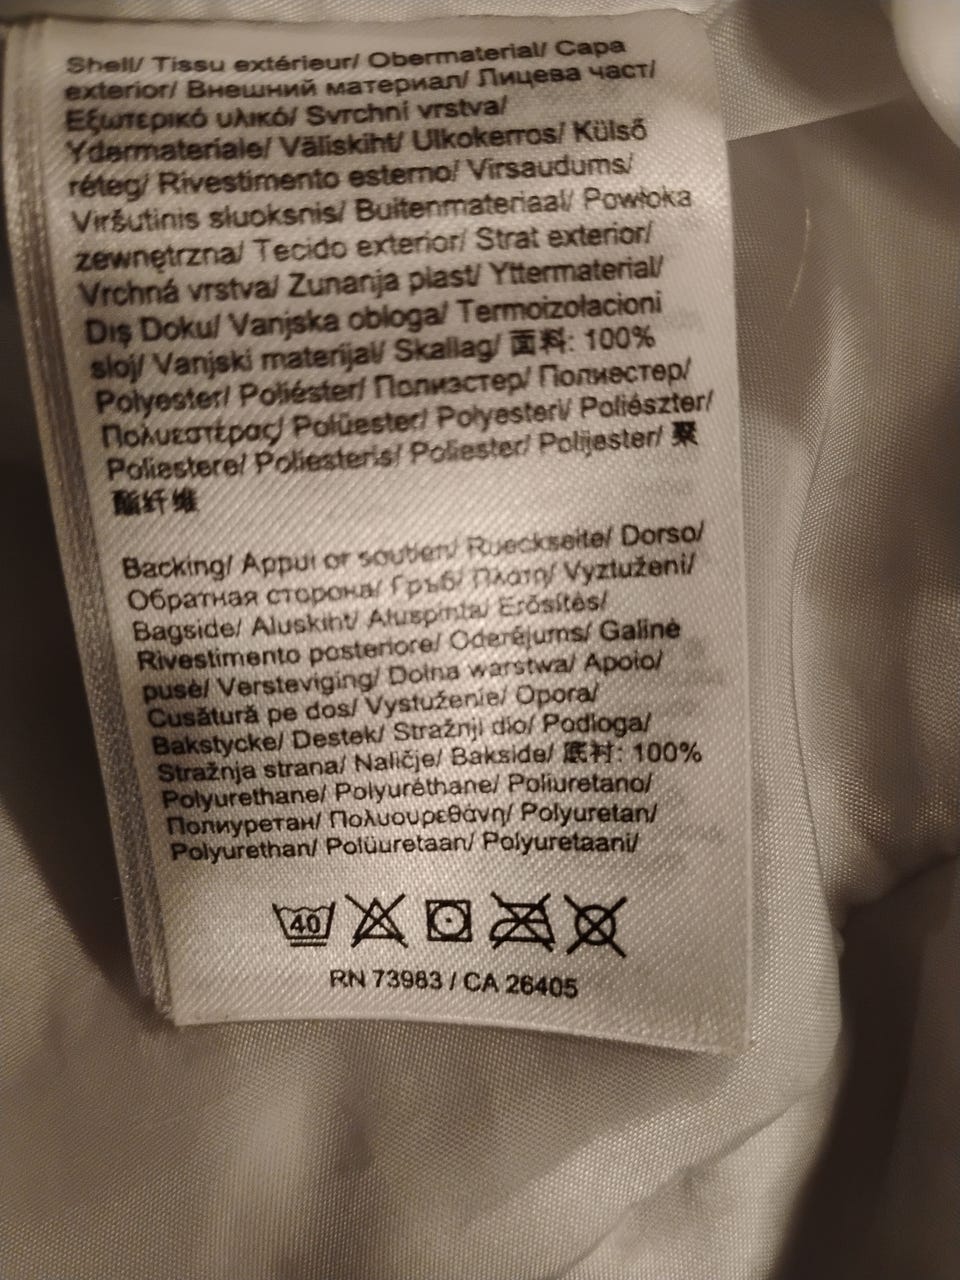 Shell/ Tissu extérieur/ Obermaterial/ Capa
exterior/ Внешний материал/ Лицева част/
Εξωτερικό υλικό/ Svrchní vrstva/
Ydermateriale/ Väliskiht/ Ulkokerros/ Külső
réteg/ Rivestimento esterno/ Virsaudums/
Viršutinis sluoksnis/ Buitenmateriaal/ Powłoka
zewnętrzna/ Tecido exterior/ Strat exterior/
Vrchná vrstva/ Zunanja plast/ Yttermaterial/
Dış Doku/ Vanjska obloga/ Termoizolacioni
sloj/ Vanjski materijal/ Skallag/ 面料: 100%
Polyester/ Poliéster/ Полиэстер/ Полиестер/
Πολυεστέρας/ Polüester/ Polyesteri/ Poliészter/
Poliestere/ Poliesteris/ Poliester/ Polijester/ 聚
酯纤维
Backing/ Appui or soutien/ Rueckseite/ Dorso/
Обратная сторона/ Гръб/ Πλάτη/ Vyztužení/
Bagside/ Aluskiht/ Aluspinta/ Erősítés/
Rivestimento posteriore/ Oderējums/ Galinė
pusė/ Versteviging/ Dolna warstwa/ Apoio/
Cusătură pe dos/ Vystuženie/ Opora/
Bakstycke/ Destek/ Stražnji dio/ Podloga/
Stražnja strana/ Naličje/ Bakside/ 底衬: 100%
Polyurethane/ Polyuréthane/ Poliuretano/
Полиуретан/ Πολυουρεθάνη/ Polyuretan/
Polyurethan/ Polüuretaan/ Polyuretaani/
40
RN 73983 / CA 26405